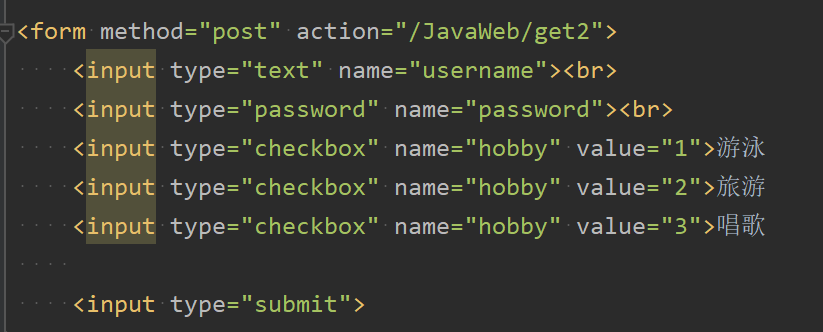 <form method="post" action="/JavaWeb/get2">
<input type="text" name="username"><br>
<input type="password" name="password"><br>
<input type="checkbox" name="hobby" value="1">游泳
<input type="checkbox" name="hobby" value="2">旅游
<input type="checkbox" name="hobby" value="3">唱歌
<input type="submit">